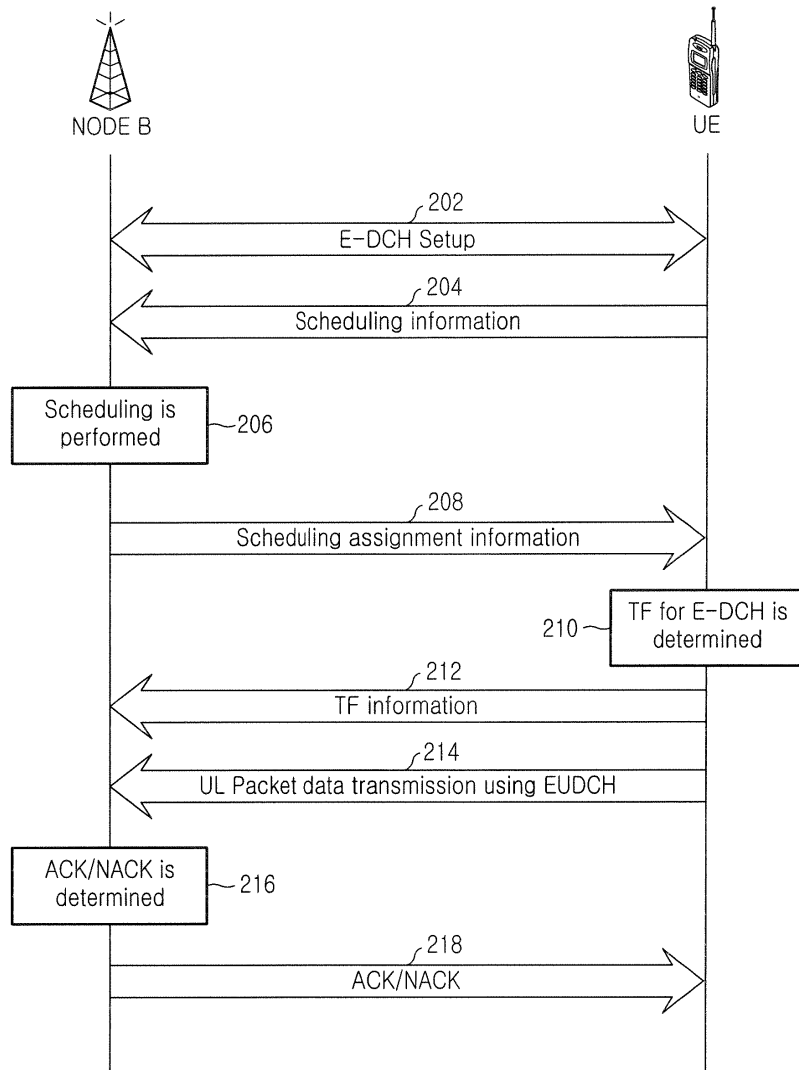 NODE B
UE
202
E-DCH Setup
204
Scheduling information
Scheduling is
performed
206
208
Scheduling assignment information
210
TF for E-DCH is
determined
212
TF information
214
UL Packet data transmission using EUDCH
ACK/NACK is
determined
216
218
ACK/NACK